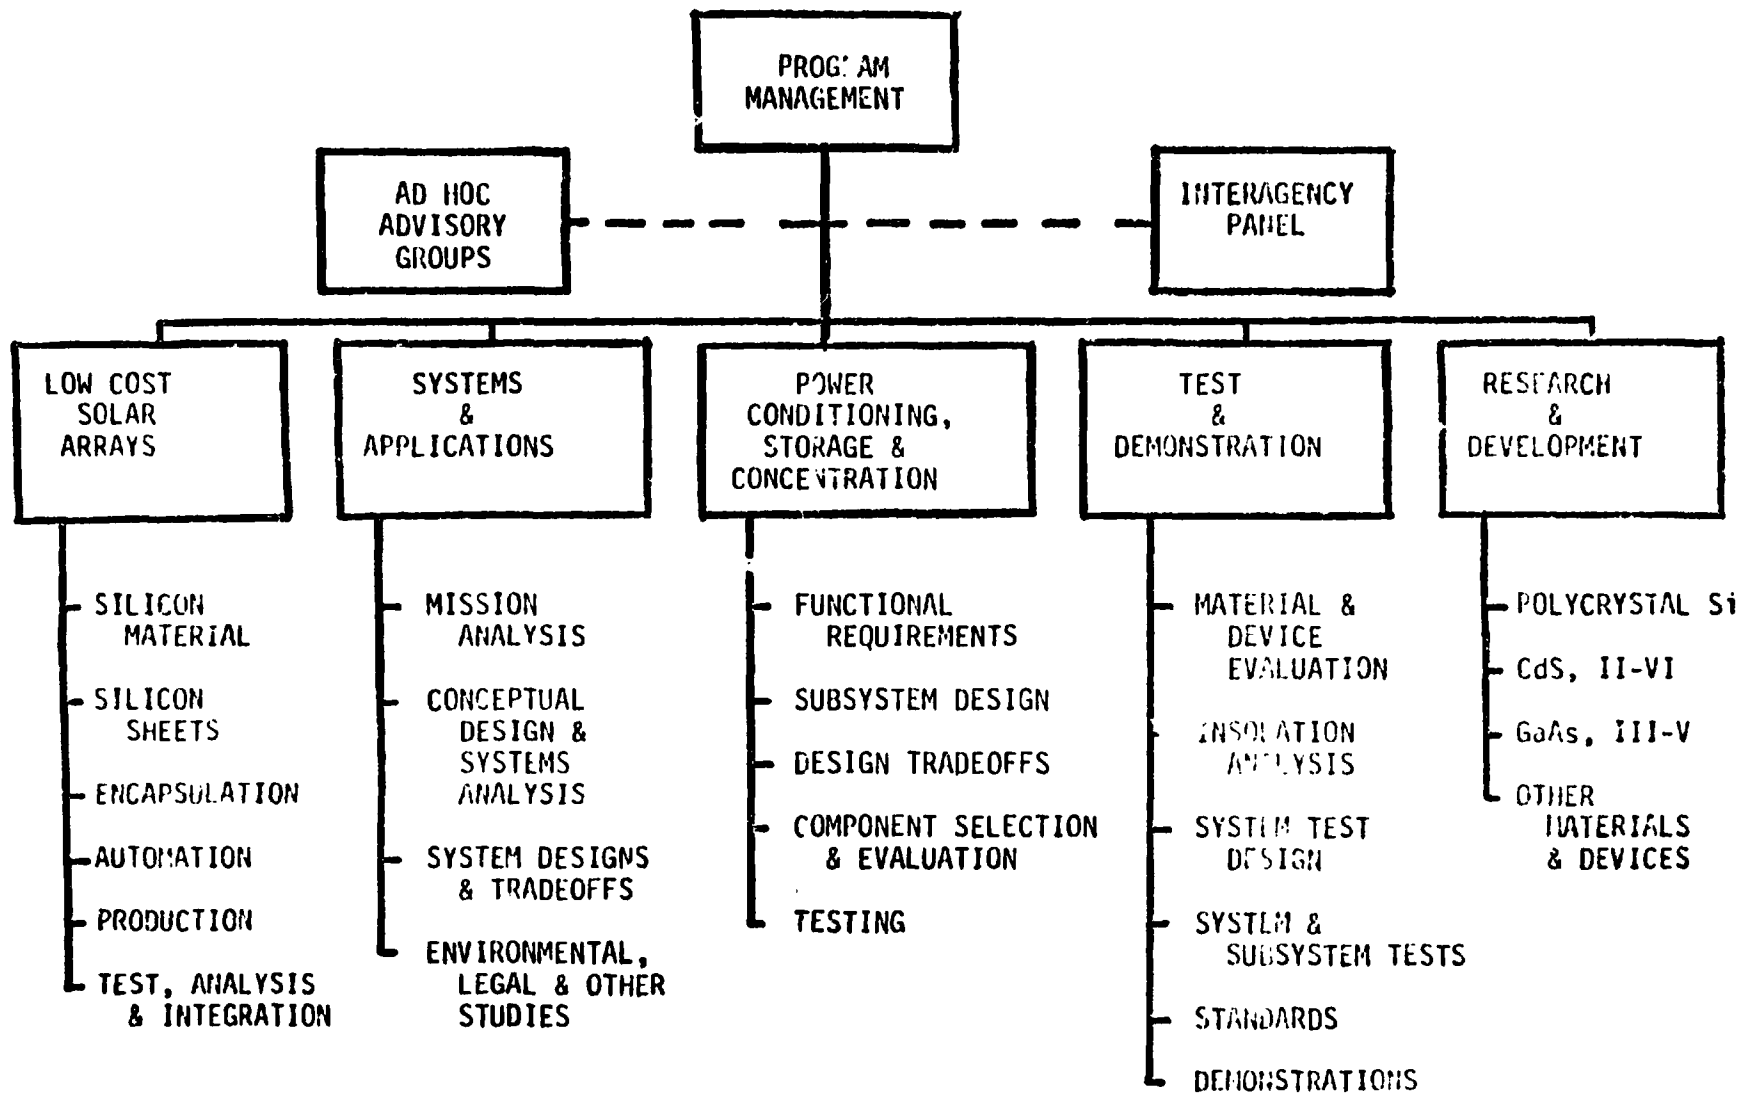 PROGRAM
MANAGEMENT
AD HOC
ADVISORY
GROUPS
INTERAGENCY
PANEL
LOW COST
SOLAR
ARRAYS
SILICON
MATERIAL
SILICON
SHEETS
ENCAPSULATION
AUTOMATION
PRODUCTION
TEST, ANALYSIS
& INTEGRATION
SYSTEMS
&
APPLICATIONS
MISSION
ANALYSIS
CONCEPTUAL
DESIGN &
SYSTEMS
ANALYSIS
SYSTEM DESIGNS
& TRADEOFFS
ENVIRONMENTAL,
LEGAL & OTHER
STUDIES
POWER
CONDITIONING,
STORAGE &
CONCENTRATION
FUNCTIONAL
REQUIREMENTS
SUBSYSTEM DESIGN
DESIGN TRADEOFFS
COMPONENT SELECTION
& EVALUATION
TESTING
TEST
&
DEMONSTRATION
MATERIAL &
DEVICE
EVALUATION
INSOLATION
ANALYSIS
SYSTEM TEST
DESIGN
SYSTEM &
SUBSYSTEM TESTS
STANDARDS
DEMONSTRATIONS
RESEARCH
&
DEVELOPMENT
POLYCRYSTAL Si
CdS, II-VI
GaAs, III-V
OTHER
MATERIALS
& DEVICES